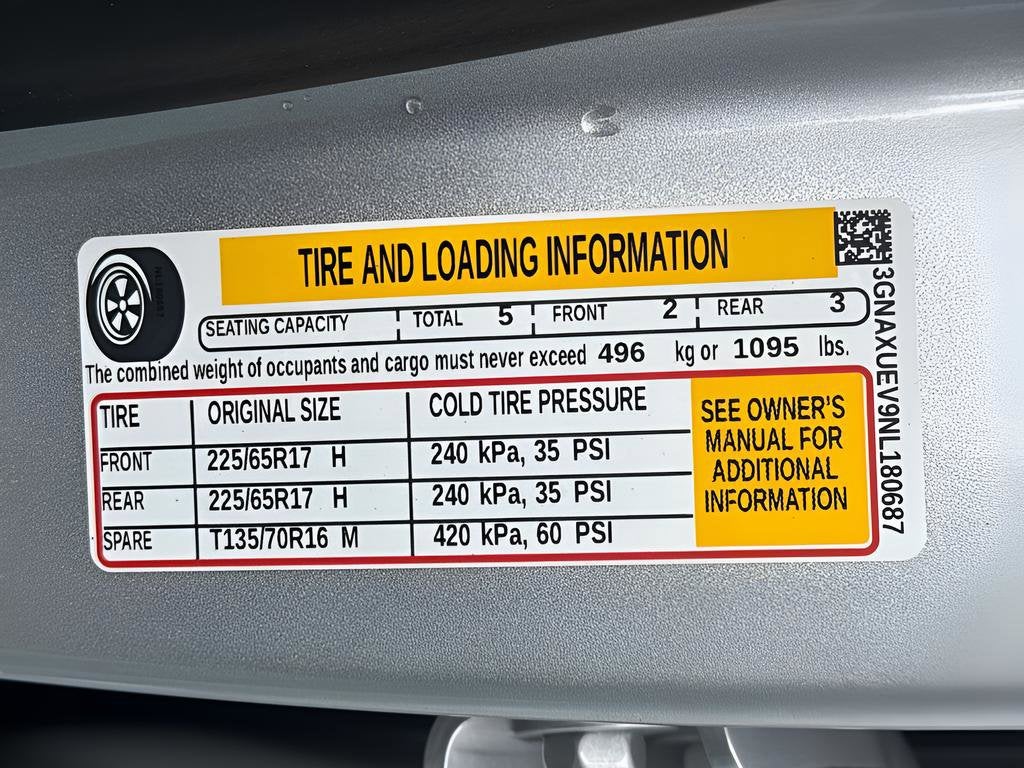 TIRE AND LOADING INFORMATION
SEATING CAPACITY TOTAL 5 FRONT 2 REAR 3
The combined weight of occupants and cargo must never exceed 496 kg or 1095 lbs.
TIRE ORIGINAL SIZE COLD TIRE PRESSURE
FRONT 225/65R17 H 240 kPa, 35 PSI
REAR 225/65R17 H 240 kPa, 35 PSI
SPARE T135/70R16 M 420 kPa, 60 PSI
SEE OWNER'S
MANUAL FOR
ADDITIONAL
INFORMATION
3GNAXUEV9NL180687